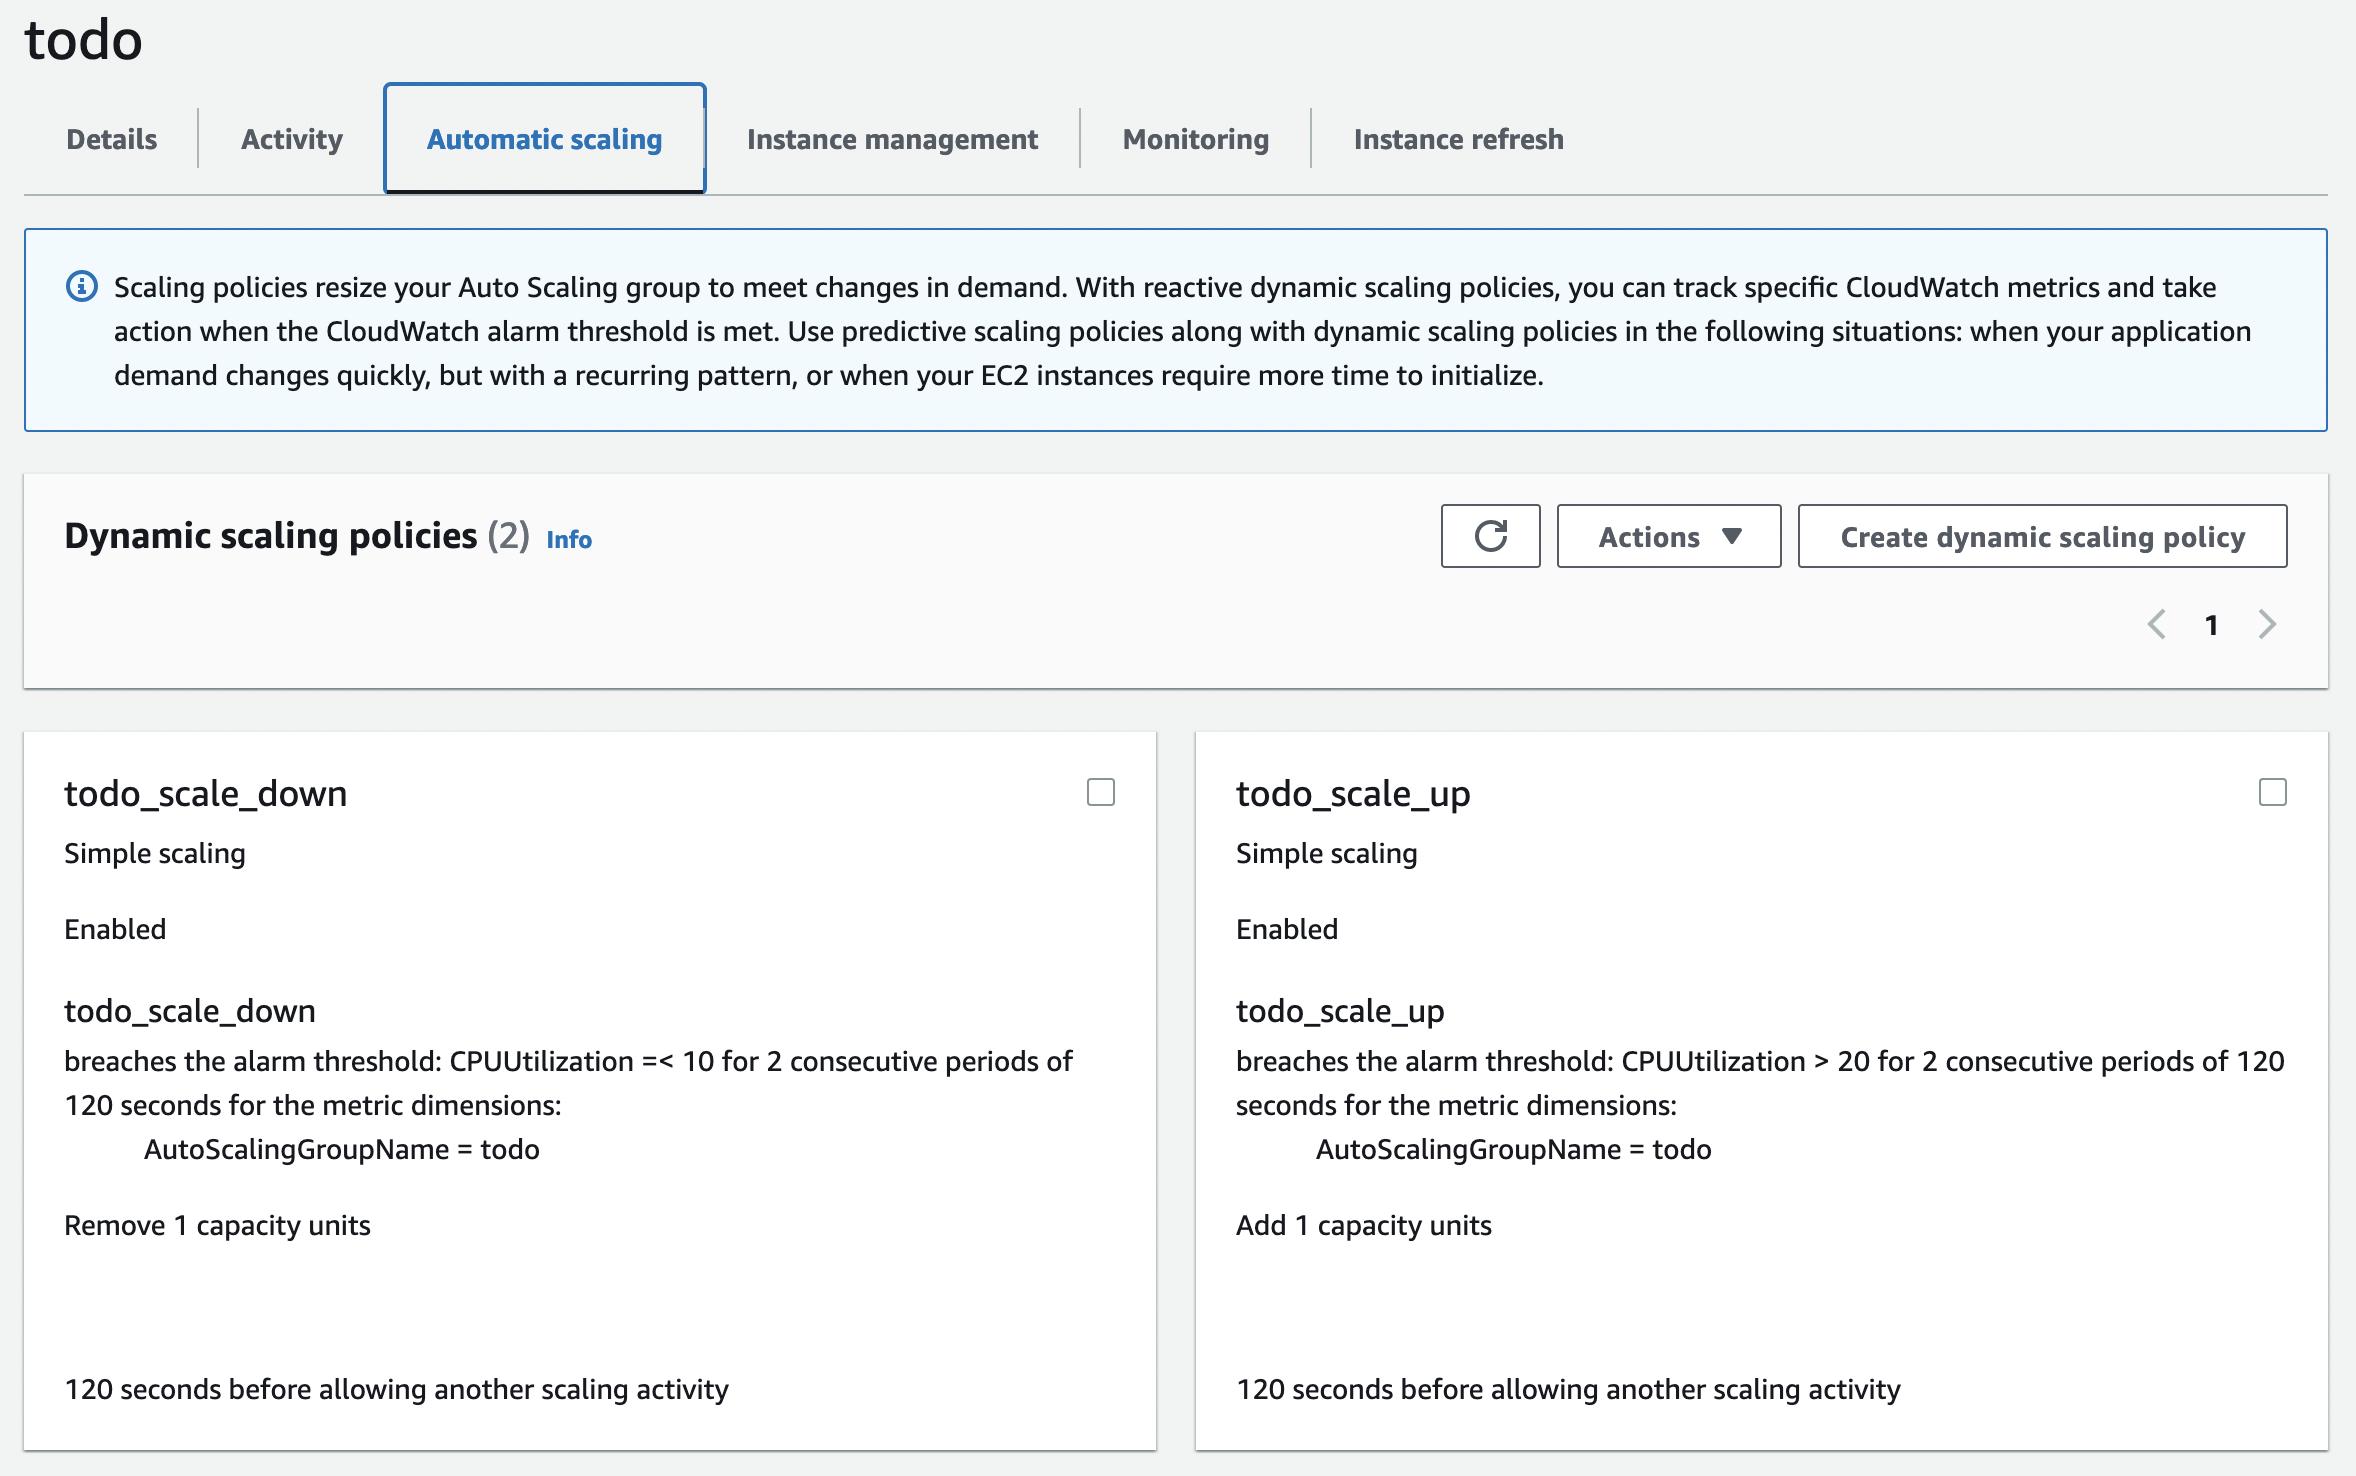 todo
Details
Activity
Automatic scaling
Instance management
Monitoring
Instance refresh
Scaling policies resize your Auto Scaling group to meet changes in demand. With reactive dynamic scaling policies, you can track specific CloudWatch metrics and take
action when the CloudWatch alarm threshold is met. Use predictive scaling policies along with dynamic scaling policies in the following situations: when your application
demand changes quickly, but with a recurring pattern, or when your EC2 instances require more time to initialize.
Dynamic scaling policies (2) Info
Actions
Create dynamic scaling policy
1
todo_scale_down
Simple scaling
Enabled
todo_scale_down
breaches the alarm threshold: CPUUtilization =< 10 for 2 consecutive periods of
120 seconds for the metric dimensions:
AutoScalingGroupName = todo
Remove 1 capacity units
120 seconds before allowing another scaling activity
todo_scale_up
Simple scaling
Enabled
todo_scale_up
breaches the alarm threshold: CPUUtilization > 20 for 2 consecutive periods of 120
seconds for the metric dimensions:
AutoScalingGroupName = todo
Add 1 capacity units
120 seconds before allowing another scaling activity